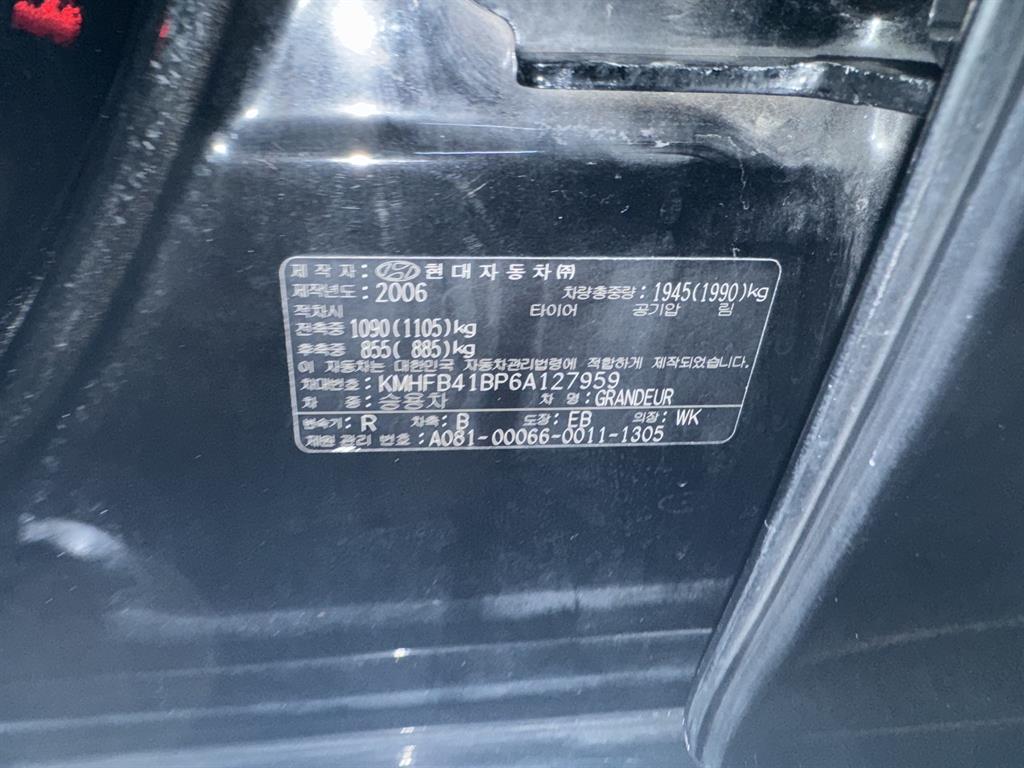 제 작 자: 현대자동차㈜
제작년도: 2006 차량총중량: 1945(1990)kg
적차시 타이어 공기압 림
전축중 1090(1105)kg
후축중 855( 885)kg
이 자동차는 대한민국 자동차관리법령에 적합하게 제작되었습니다.
차대번호: KMHFB41BP6A127959
차 종: 승용차 차 명: GRANDEUR
변속기: R 차축: B 도장: EB 의장: WK
제원 관리 번호: A081-00066-0011-1305